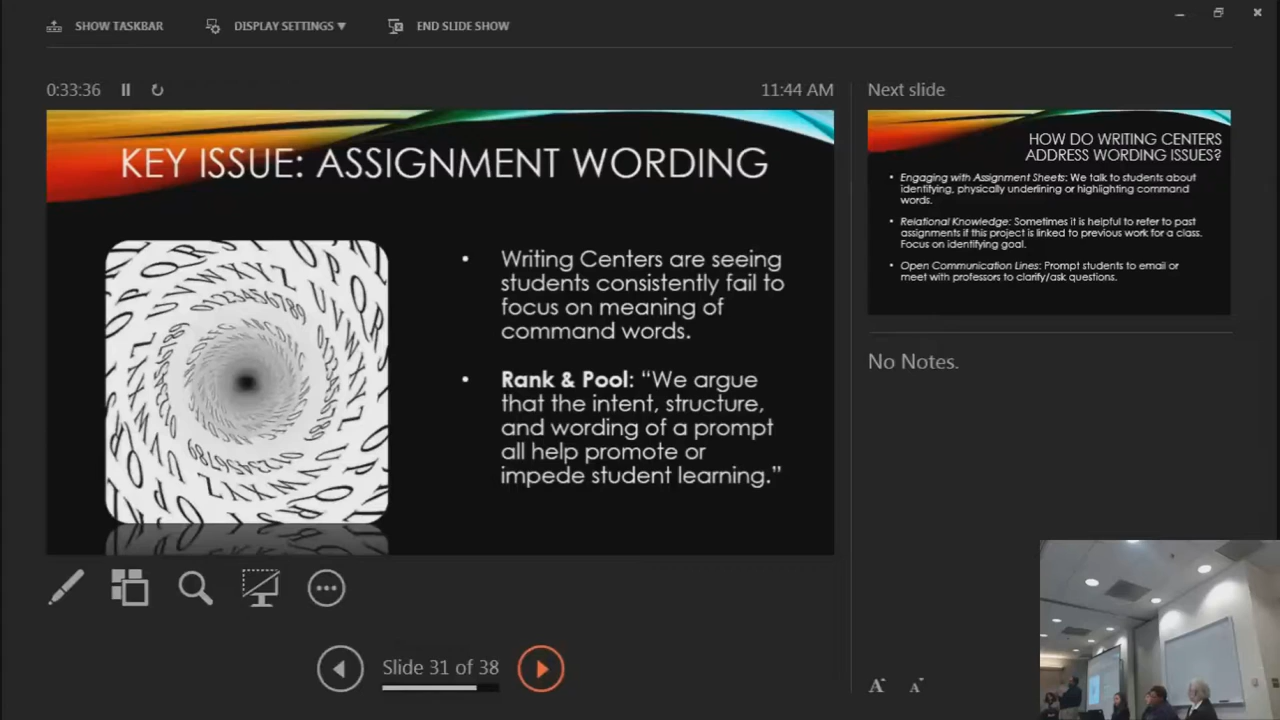 SHOW TASKBAR
DISPLAY SETTINGS
END SLIDE SHOW
0:33:36
11:44 AM
KEY ISSUE: ASSIGNMENT WORDING
• Writing Centers are seeing
students consistently fail to
focus on meaning of
command words.
• Rank & Pool: “We argue
that the intent, structure,
and wording of a prompt
all help promote or
impede student learning.”
Slide 31 of 38
Next slide
HOW DO WRITING CENTERS
ADDRESS WORDING ISSUES?
• Engaging with Assignment Sheets: We talk to students about
identifying, physically underlining or highlighting command
words.
• Relational Knowledge: Sometimes it is helpful to refer to past
assignments if this project is linked to previous work for a class.
Focus on identifying goal.
• Open Communication Lines: Prompt students to email or
meet with professors to clarify/ask questions.
No Notes.
A A